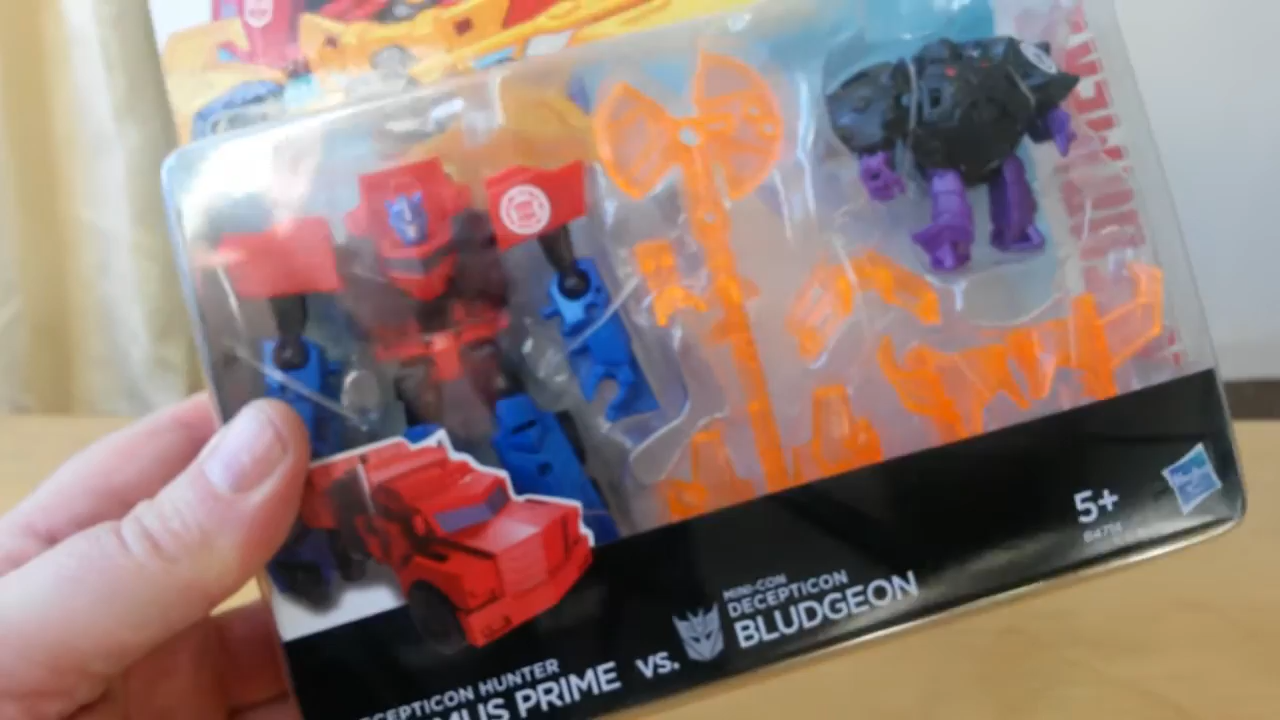 5+
MINI-CON
DECEPTICON
BLUDGEON
VS.
ECEPTICON HUNTER
MUS PRIME